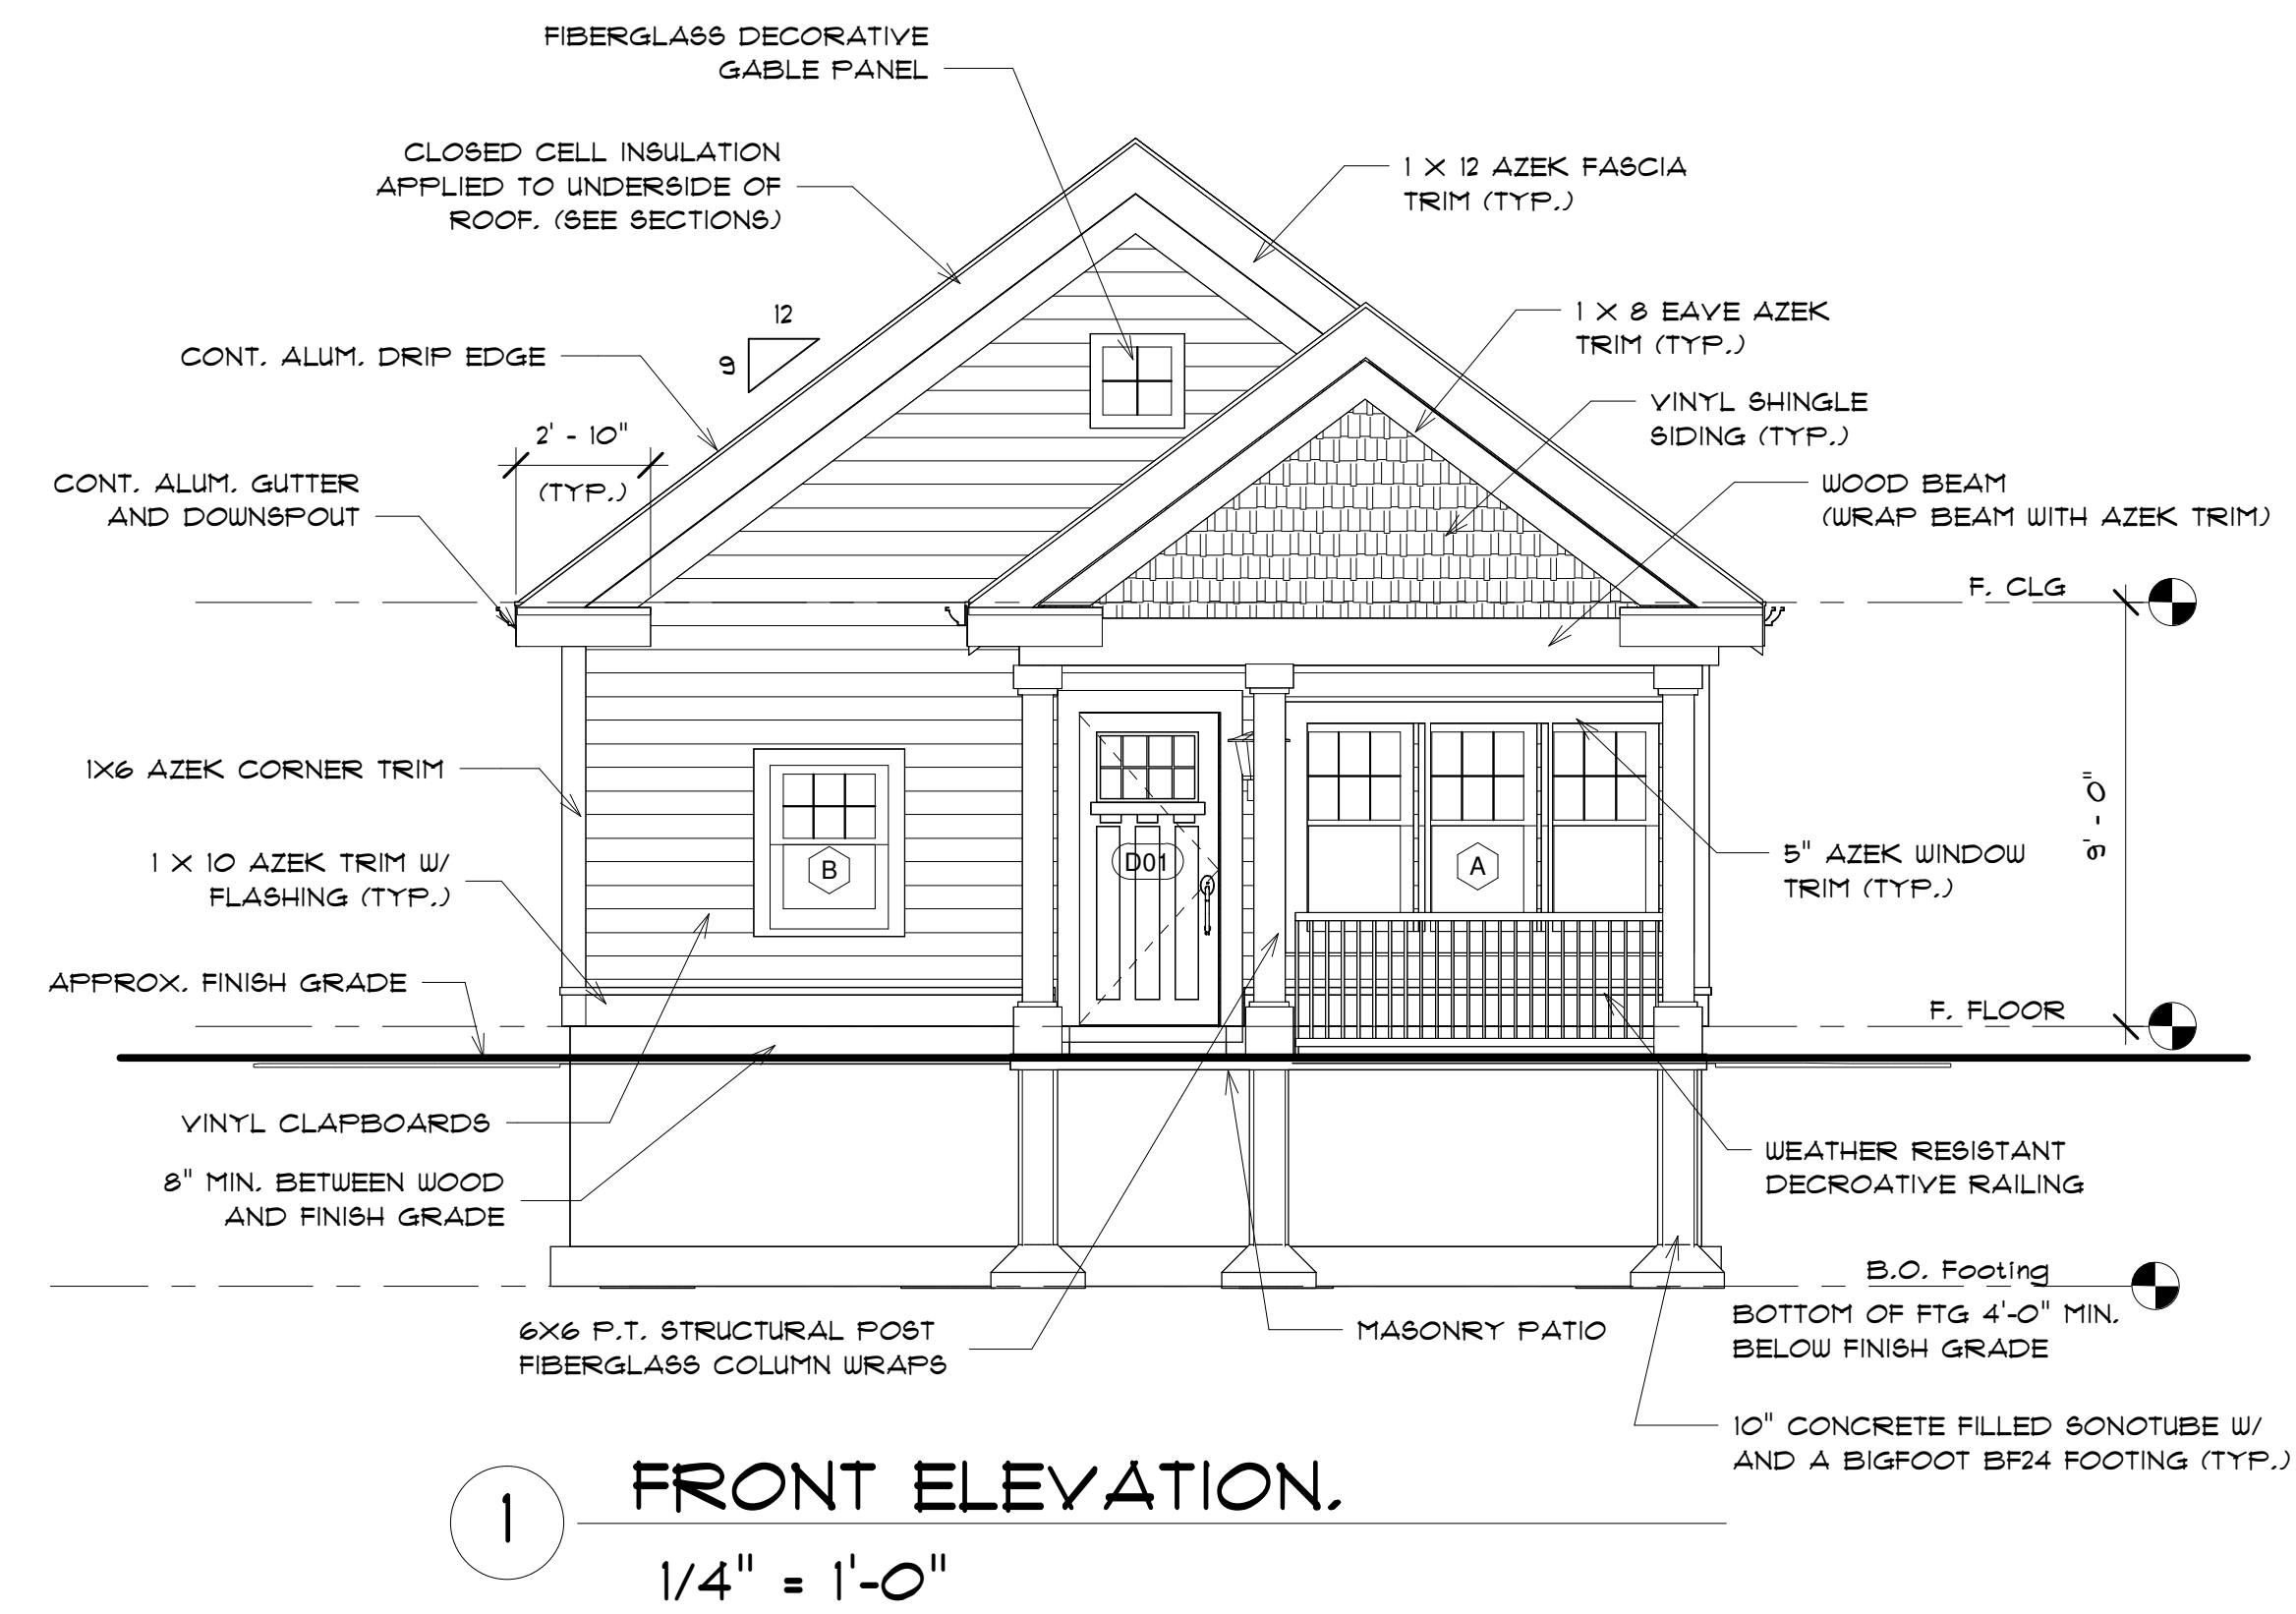 FIBERGLASS DECORATIVE
GABLE PANEL
CLOSED CELL INSULATION
APPLIED TO UNDERSIDE OF
ROOF. (SEE SECTIONS)
1 X 12 AZEK FASCIA
TRIM (TYP.)
12
9
1 X 8 EAVE AZEK
TRIM (TYP.)
CONT. ALUM. DRIP EDGE
VINYL SHINGLE
SIDING (TYP.)
2' - 10"
(TYP.)
CONT. ALUM. GUTTER
AND DOWNSPOUT
WOOD BEAM
(WRAP BEAM WITH AZEK TRIM)
F. CLG
1X6 AZEK CORNER TRIM
9' - 0"
1 X 10 AZEK TRIM W/
FLASHING (TYP.)
B
D01
A
5" AZEK WINDOW
TRIM (TYP.)
APPROX. FINISH GRADE
F. FLOOR
VINYL CLAPBOARDS
WEATHER RESISTANT
DECROATIVE RAILING
8" MIN. BETWEEN WOOD
AND FINISH GRADE
B.O. Footing
BOTTOM OF FTG 4'-0" MIN.
BELOW FINISH GRADE
6X6 P.T. STRUCTURAL POST
FIBERGLASS COLUMN WRAPS
MASONRY PATIO
10" CONCRETE FILLED SONOTUBE W/
AND A BIGFOOT BF24 FOOTING (TYP.)
1
FRONT ELEVATION.
1/4" = 1'-0"